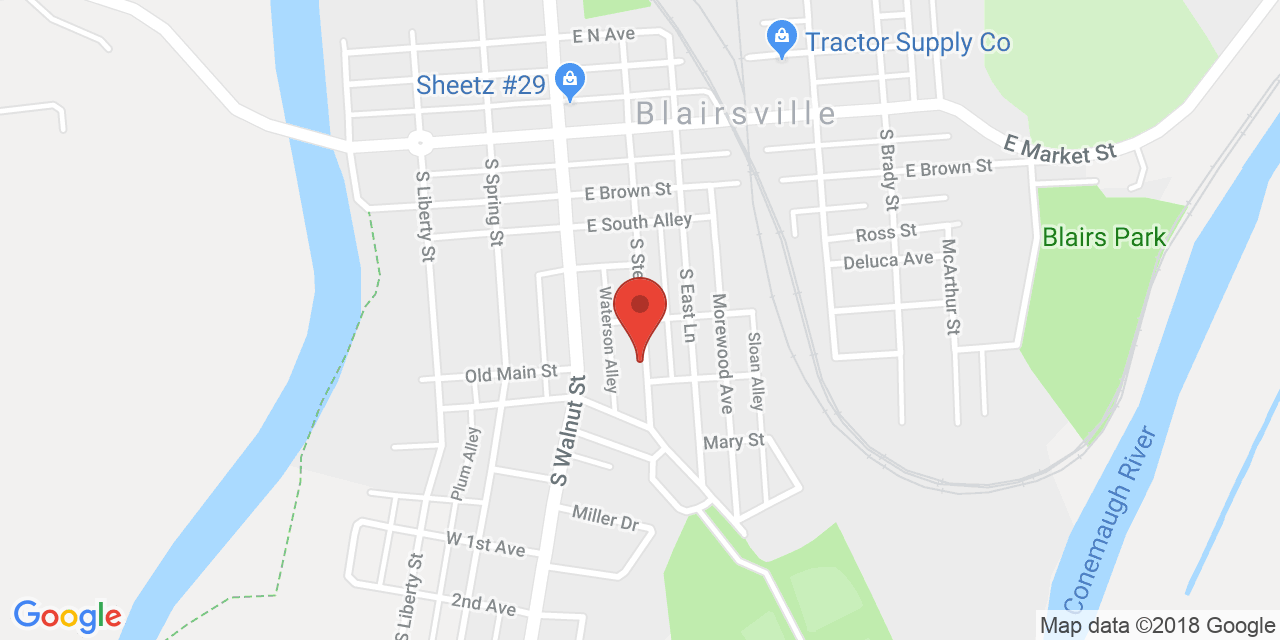 E N Ave
Tractor Supply Co
Sheetz #29
Blairsville
E Market St
S Brady St
E Brown St
S Liberty St
S Spring St
E Brown St
E South Alley
Ross St
Deluca Ave
Blairs Park
McArthur St
S Ste
S East Ln
Waterson Alley
Morewood Ave
Sloan Alley
Old Main St
S Walnut St
Plum Alley
Mary St
Miller Dr
W 1st Ave
2nd Ave
S Liberty St
Conemaugh River
Google
Map data ©2018 Google